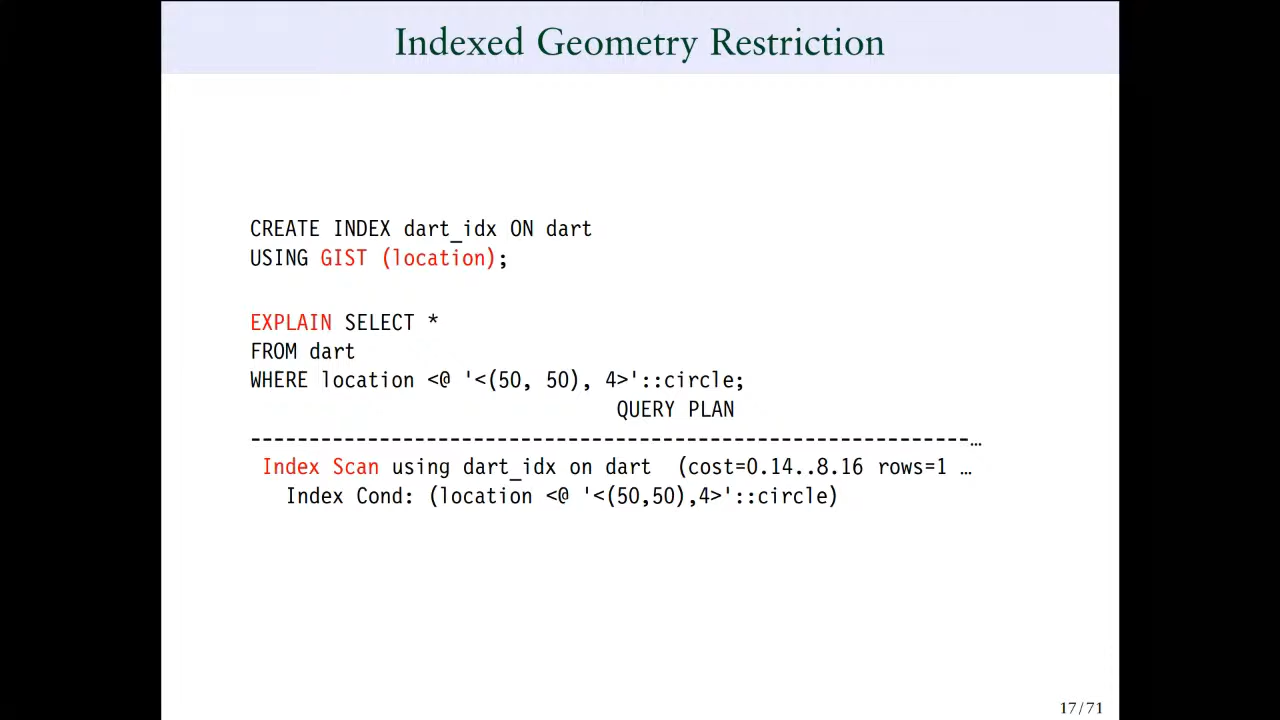 Indexed Geometry Restriction
CREATE INDEX dart_idx ON dart
USING GIST (location);
EXPLAIN SELECT *
FROM dart
WHERE location <@ '<(50, 50), 4>'::circle;
QUERY PLAN
-------------------------------------------------------------…
Index Scan using dart_idx on dart  (cost=0.14..8.16 rows=1 …
Index Cond: (location <@ '<(50,50),4>'::circle)
17/71